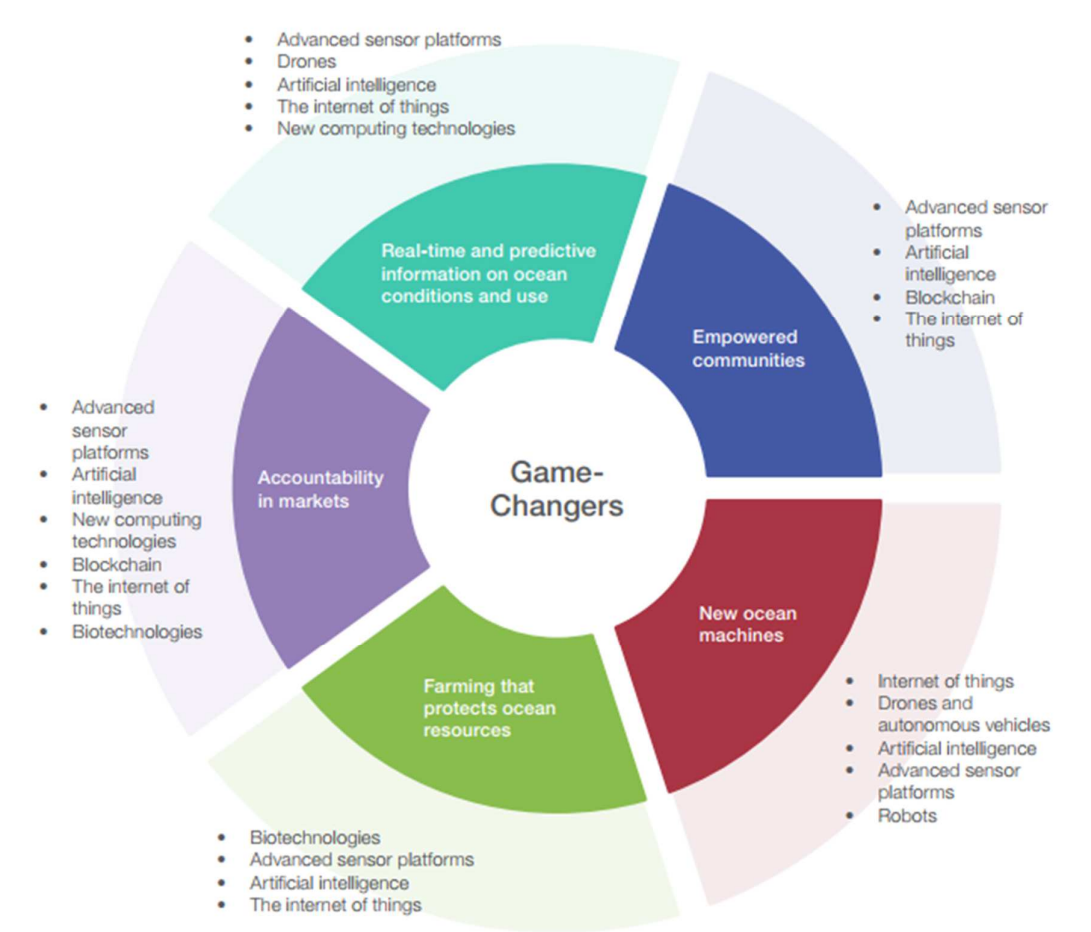 • Advanced sensor platforms
• Drones
• Artificial intelligence
• The internet of things
• New computing technologies
Real-time and predictive
information on ocean
conditions and use
• Advanced sensor
platforms
• Artificial
intelligence
• Blockchain
• The internet of
things
Empowered
communities
• Advanced
sensor
platforms
• Artificial
intelligence
• New computing
technologies
• Blockchain
• The internet of
things
• Biotechnologies
Accountability
in markets
Game-
Changers
New ocean
machines
• Internet of things
• Drones and
autonomous vehicles
• Artificial intelligence
• Advanced sensor
platforms
• Robots
Farming that
protects ocean
resources
• Biotechnologies
• Advanced sensor platforms
• Artificial intelligence
• The internet of things